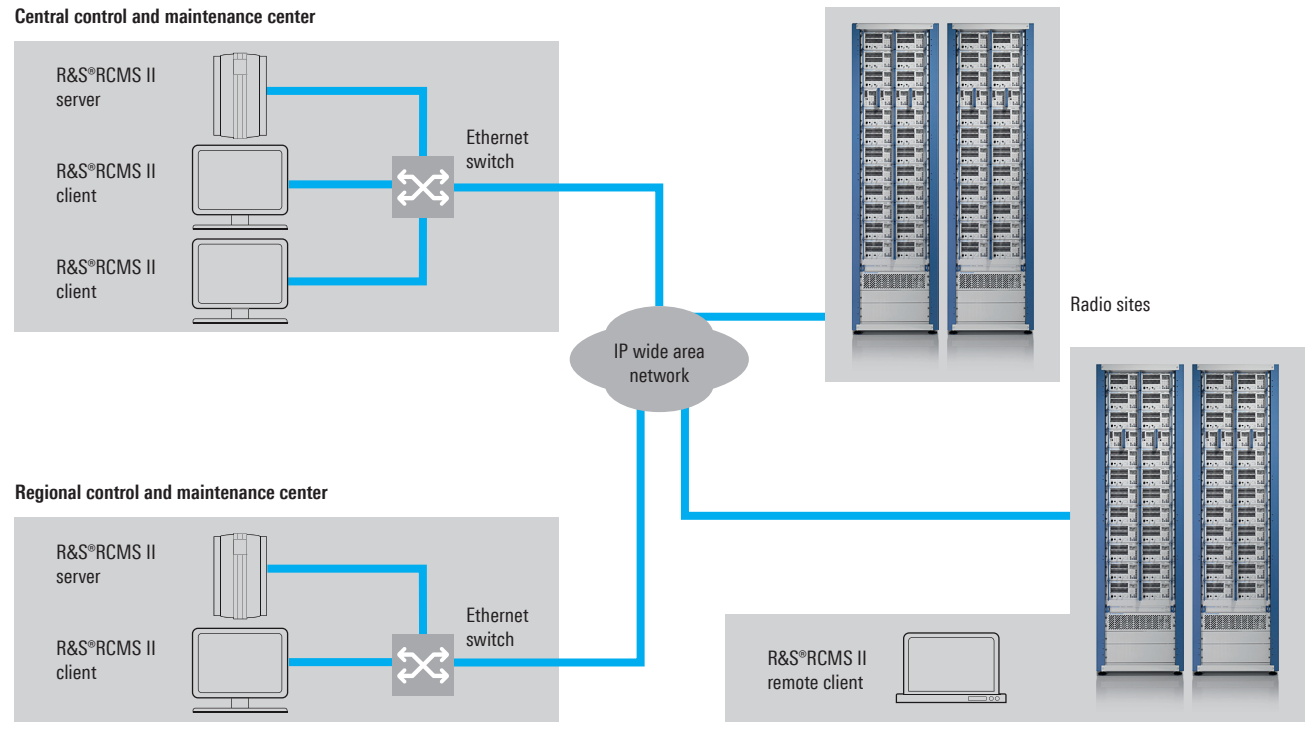 Central control and maintenance center
R&S®RCMS II
server
R&S®RCMS II
client
R&S®RCMS II
client
Ethernet
switch
IP wide area
network
Radio sites
Regional control and maintenance center
R&S®RCMS II
server
R&S®RCMS II
client
Ethernet
switch
R&S®RCMS II
remote client